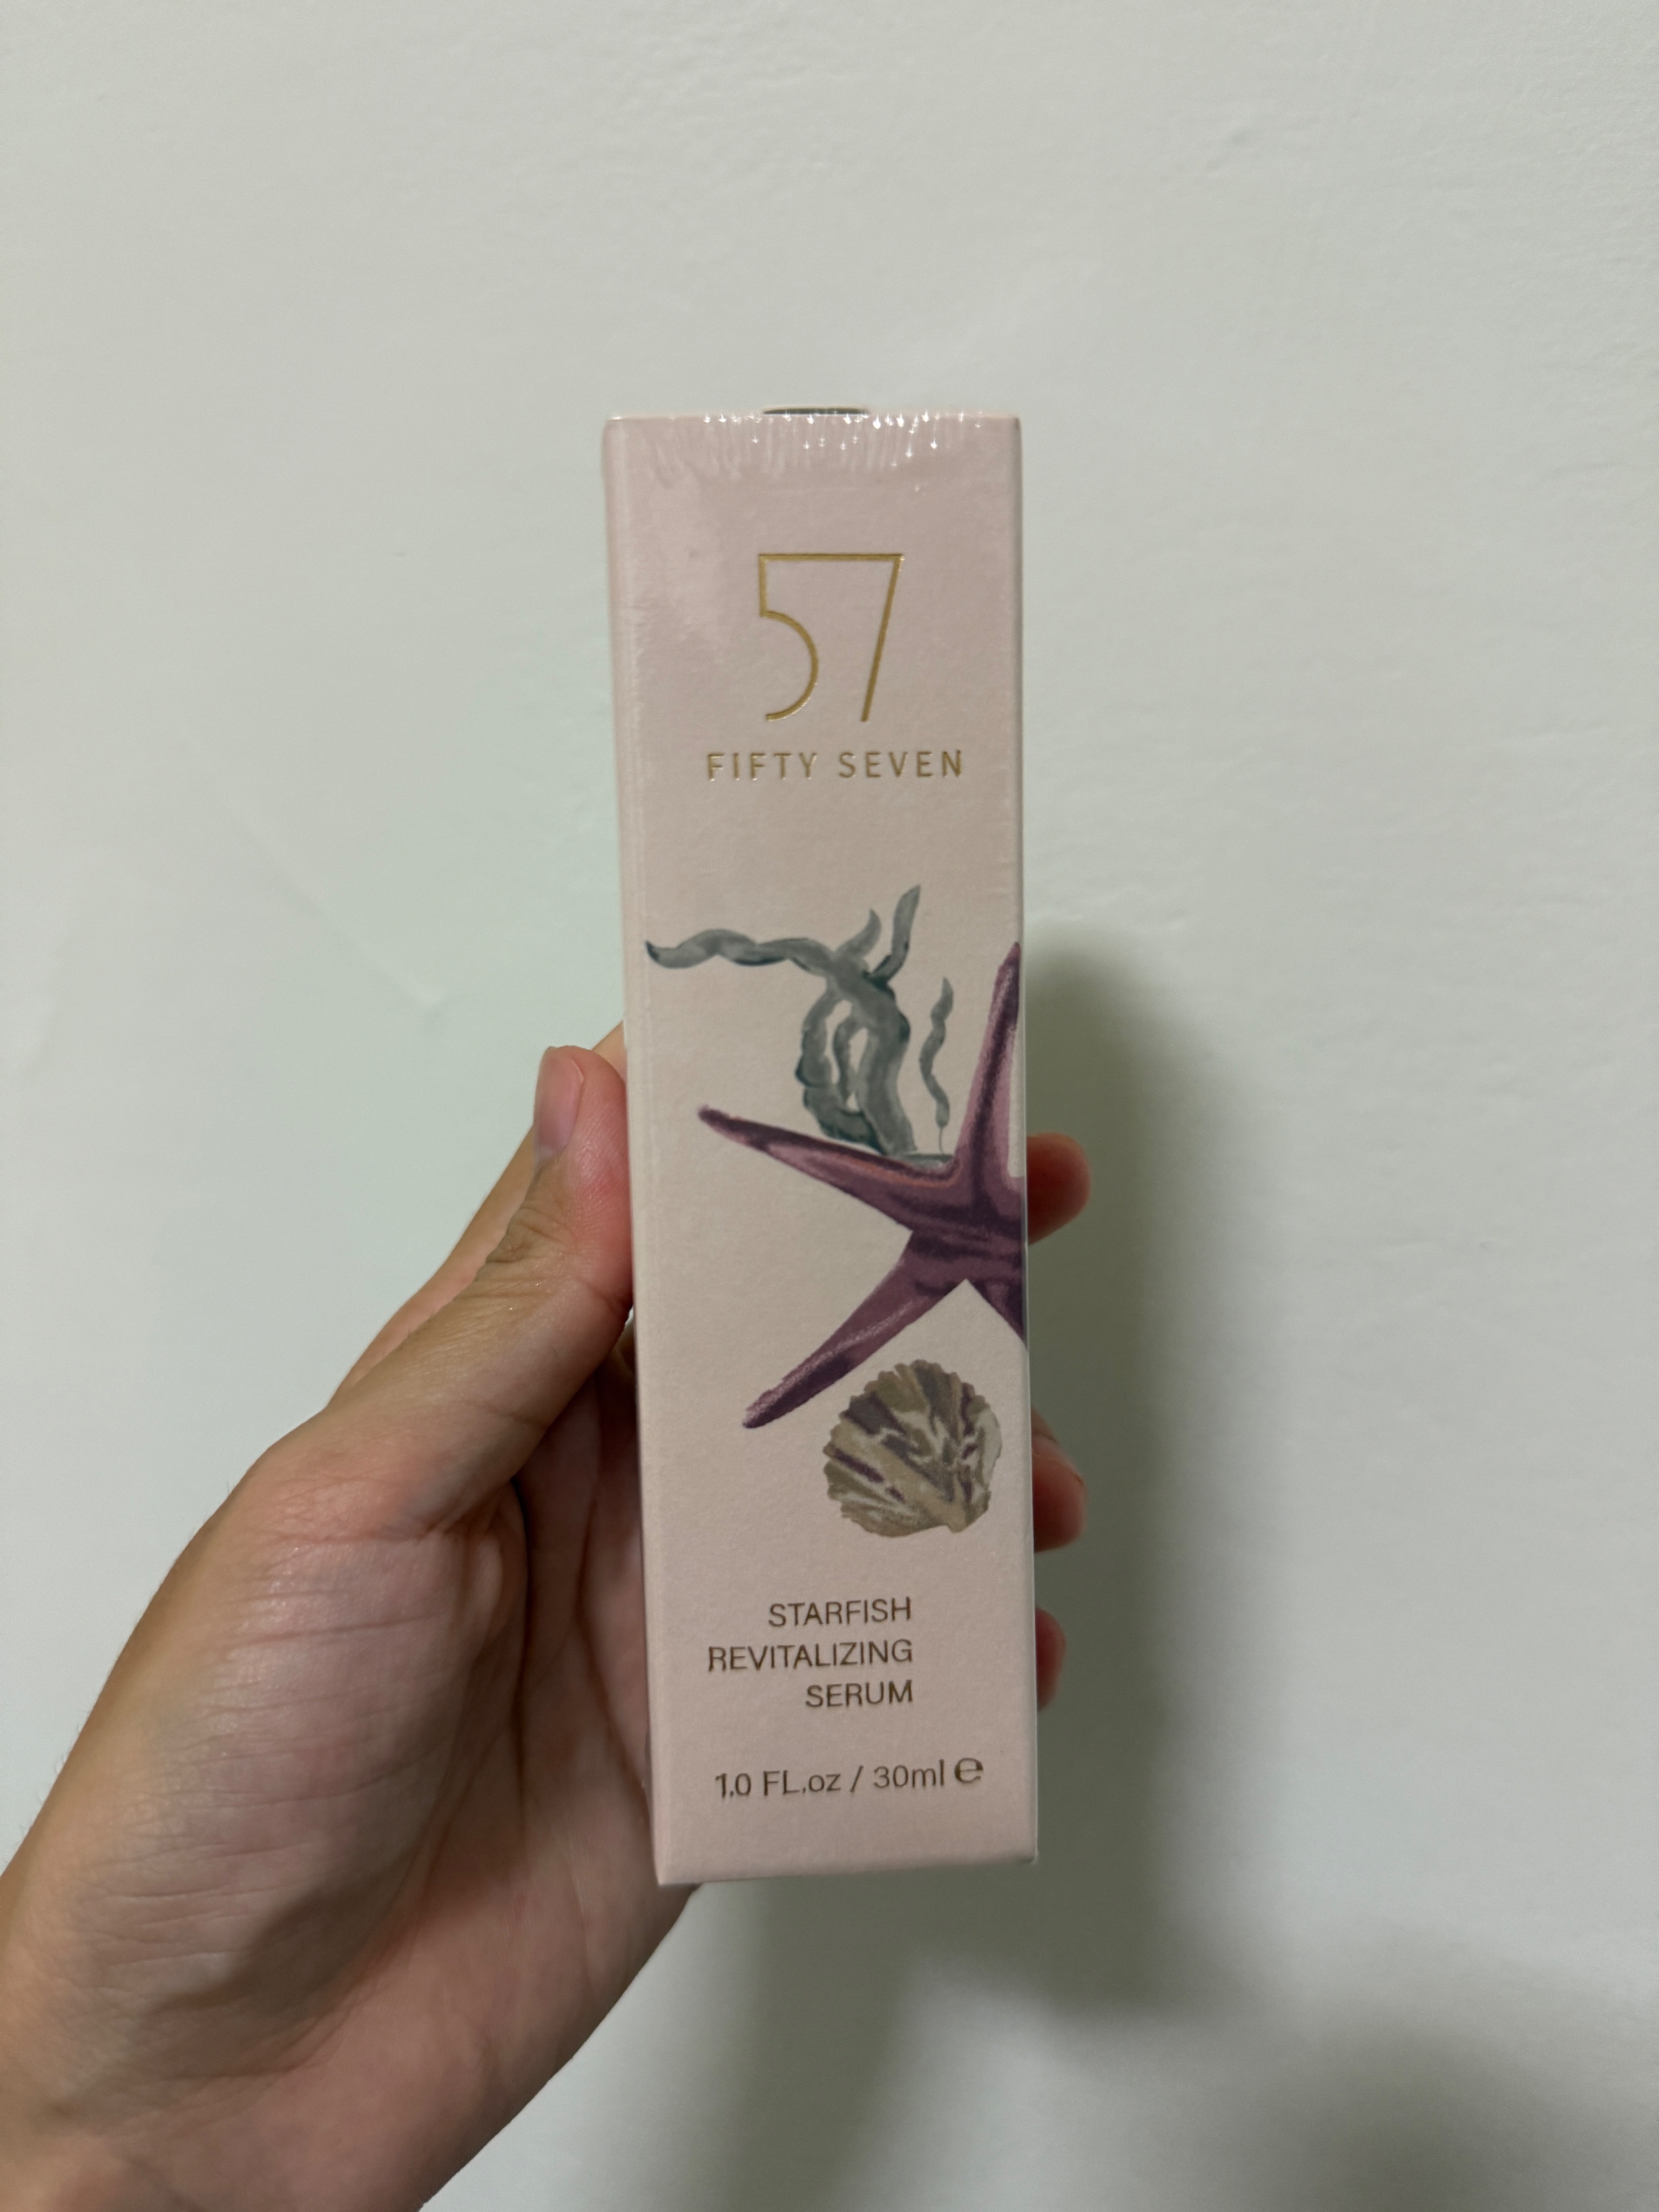 57
FIFTY SEVEN
STARFISH
REVITALIZING
SERUM
1.0 FL.oz / 30ml ℮